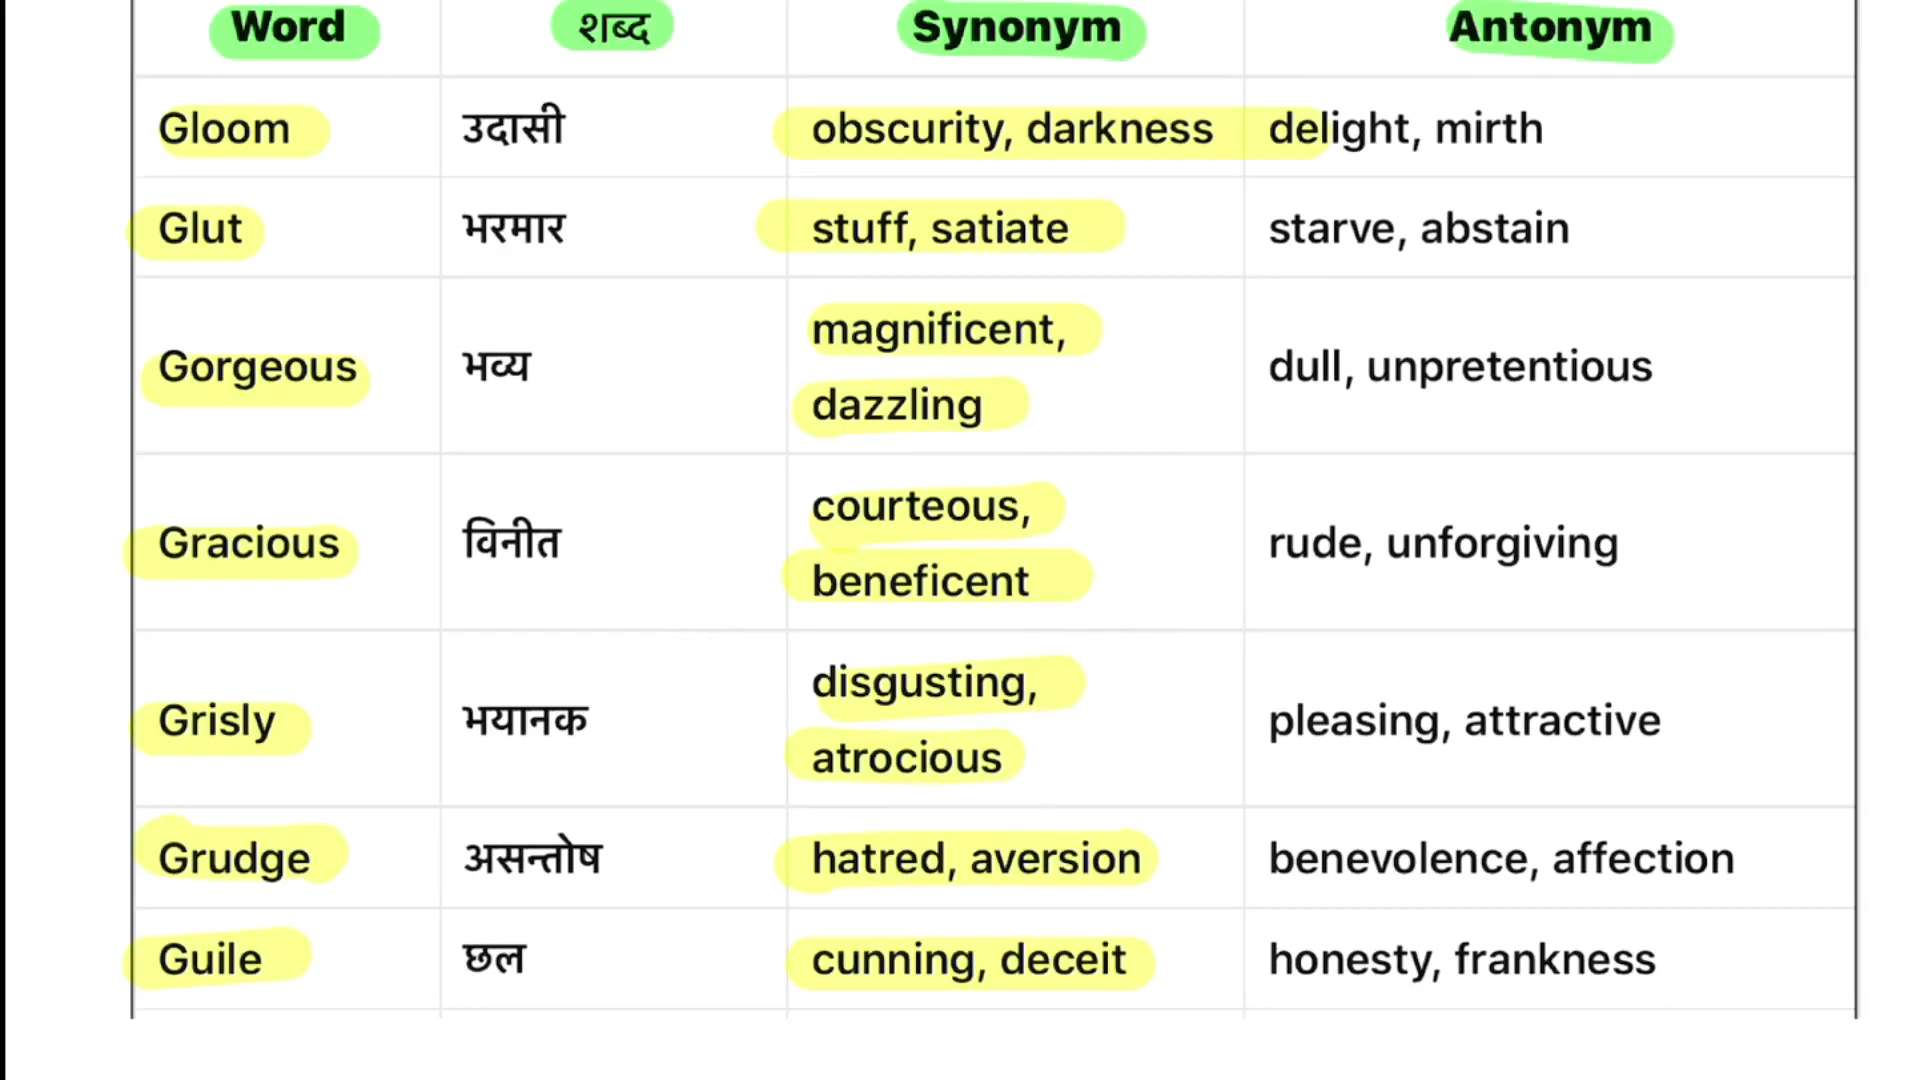 Word शब्द Synonym Antonym
Gloom उदासी obscurity, darkness delight, mirth
Glut भरमार stuff, satiate starve, abstain
Gorgeous भव्य magnificent, dazzling dull, unpretentious
Gracious विनीत courteous, beneficent rude, unforgiving
Grisly भयानक disgusting, atrocious pleasing, attractive
Grudge असन्तोष hatred, aversion benevolence, affection
Guile छल cunning, deceit honesty, frankness